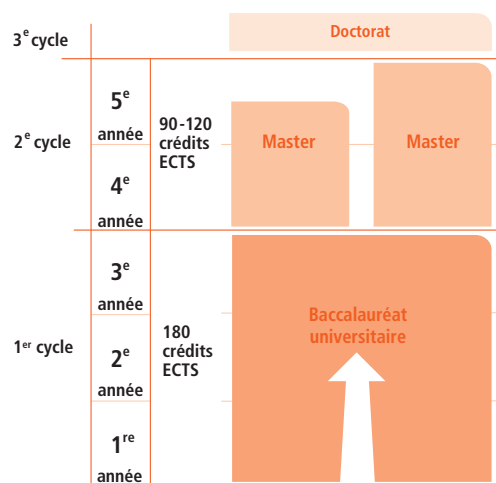 3e cycle
Doctorat
2e cycle
5e
année
90-120
crédits
ECTS
Master
Master
4e
année
1er cycle
3e
année
180
crédits
ECTS
Baccalauréat
universitaire
2e
année
1re
année